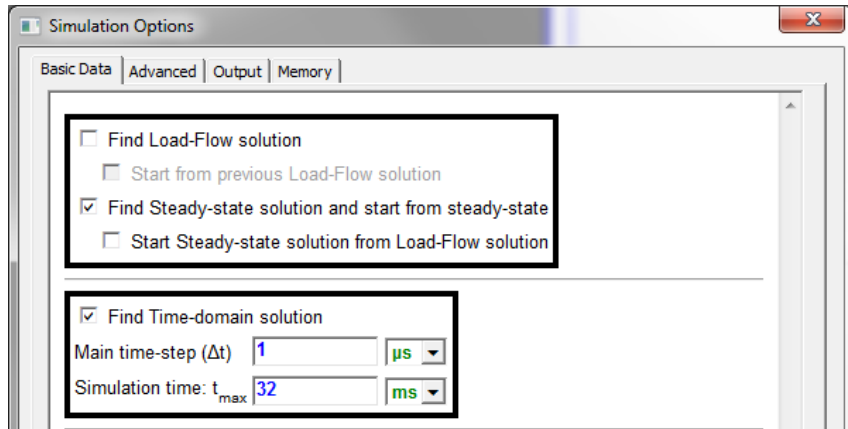 Simulation Options
Basic Data Advanced Output Memory
Find Load-Flow solution
Start from previous Load-Flow solution
Find Steady-state solution and start from steady-state
Start Steady-state solution from Load-Flow solution
Find Time-domain solution
Main time-step (Δt) 1 µs
Simulation time: tmax 32 ms